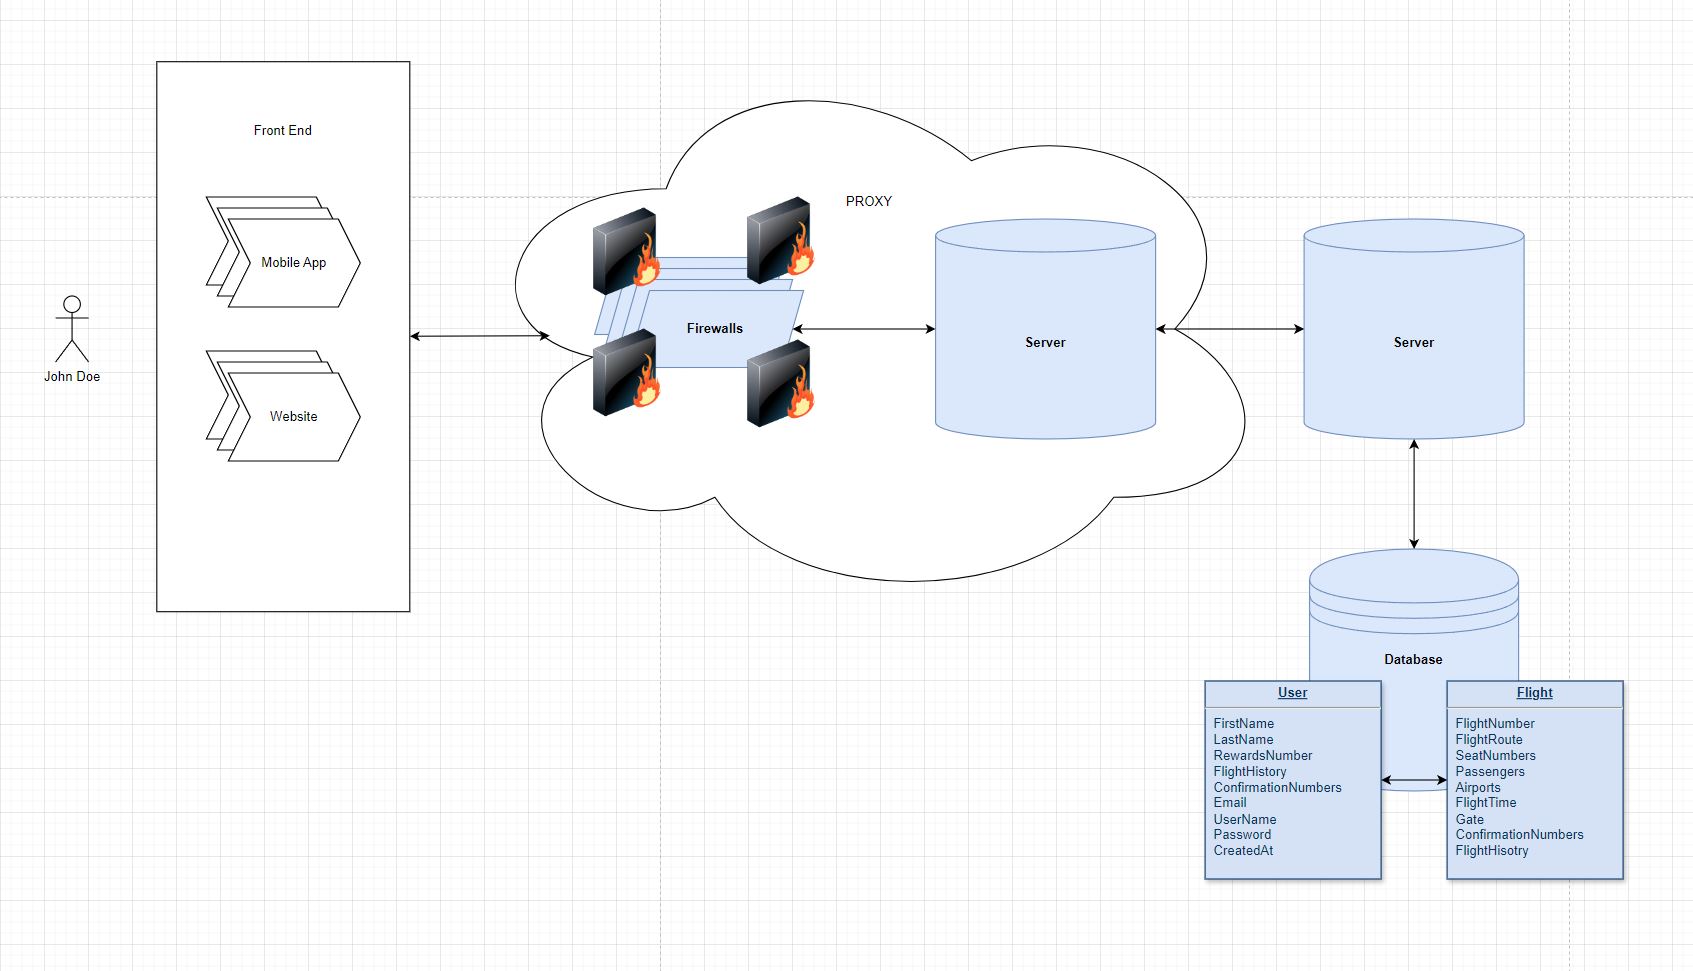 Front End
Mobile App
Website
John Doe
PROXY
Firewalls
Server
Server
Database
User
FirstName
LastName
RewardsNumber
FlightHistory
ConfirmationNumbers
Email
UserName
Password
CreatedAt
Flight
FlightNumber
FlightRoute
SeatNumbers
Passengers
Airports
FlightTime
Gate
ConfirmationNumbers
FlightHisotry